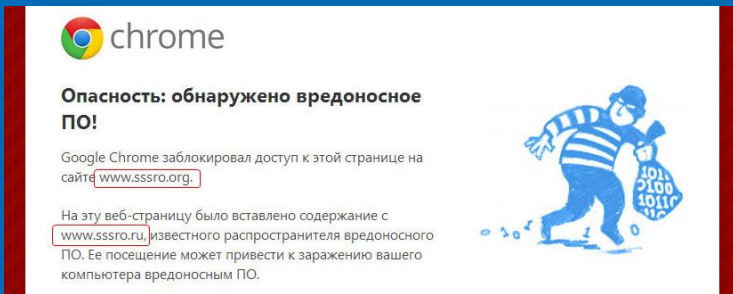 chrome
Опасность: обнаружено вредоносное
ПО!
Google Chrome заблокировал доступ к этой странице на
сайте www.sssro.org.
На эту веб-страницу было вставлено содержание с
www.sssro.ru, известного распространителя вредоносного
ПО. Ее посещение может привести к заражению вашего
компьютера вредоносным ПО.